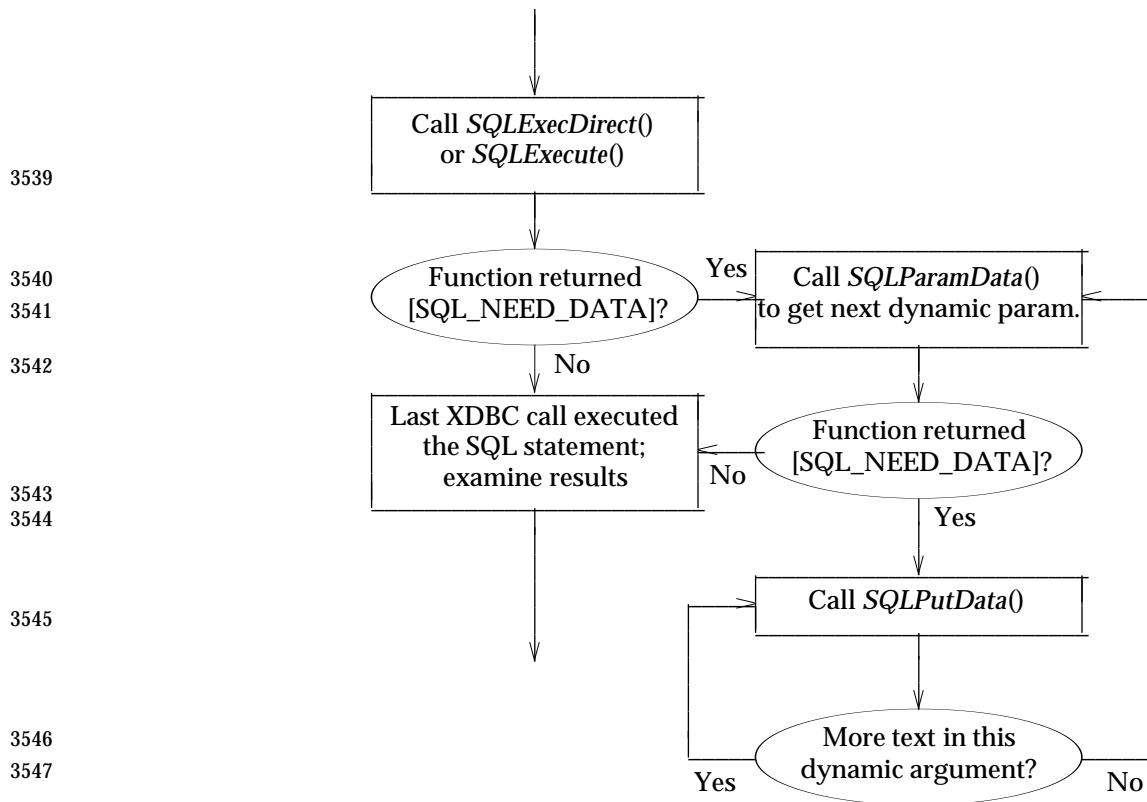 Call SQLExecDirect()
or SQLExecute()
3539
Function returned
[SQL_NEED_DATA]?
Yes
Call SQLParamData()
to get next dynamic param.
3540
3541
3542
No
Last XDBC call executed
the SQL statement;
examine results
No
Function returned
[SQL_NEED_DATA]?
3543
3544
Yes
Call SQLPutData()
3545
More text in this
dynamic argument?
3546
3547
Yes
No